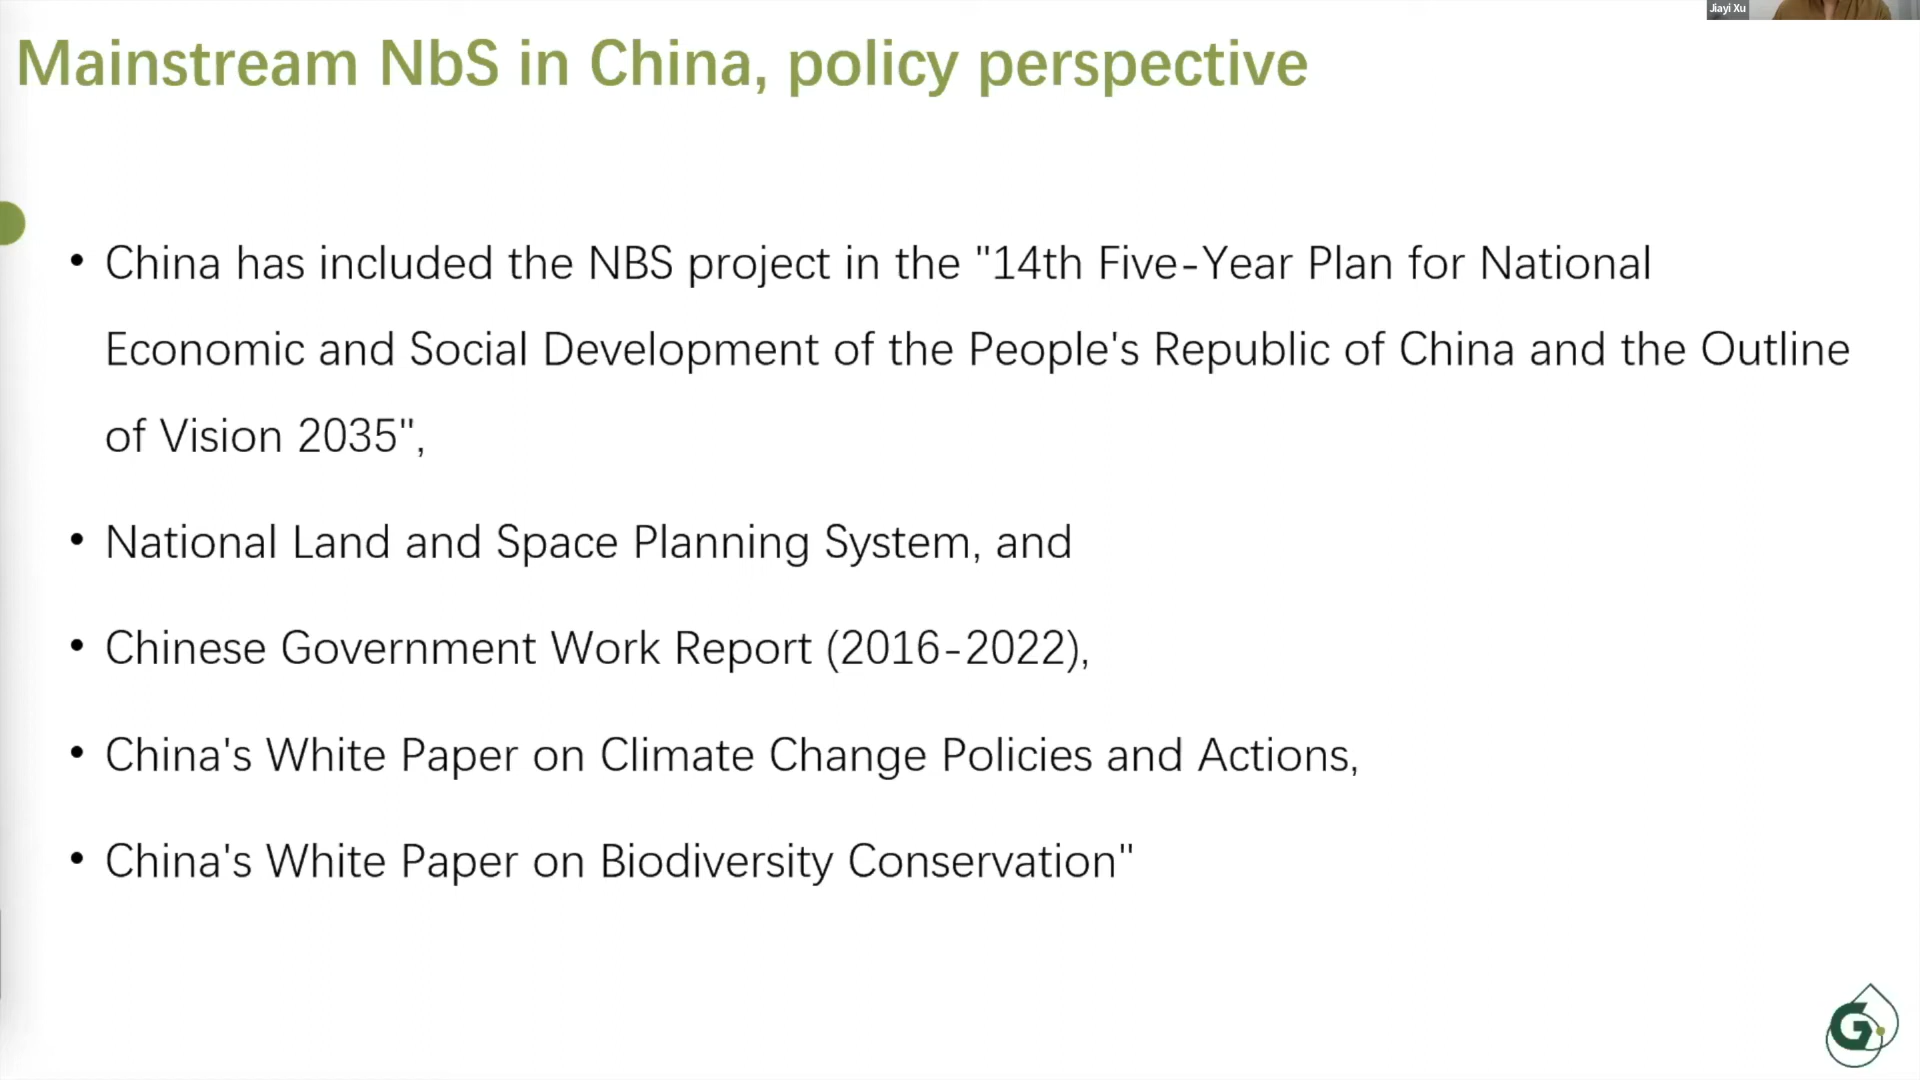 Jiayi Xu
Mainstream NbS in China, policy perspective
• China has included the NBS project in the "14th Five-Year Plan for National
Economic and Social Development of the People's Republic of China and the Outline
of Vision 2035",
• National Land and Space Planning System, and
• Chinese Government Work Report (2016-2022),
• China's White Paper on Climate Change Policies and Actions,
• China's White Paper on Biodiversity Conservation"
G